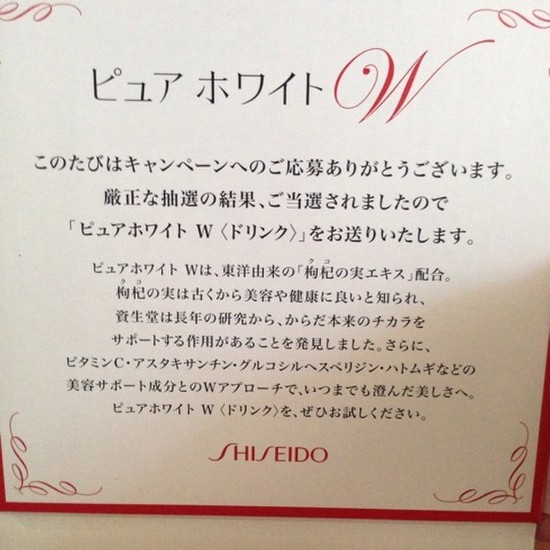 ピュア ホワイト W
このたびはキャンペーンへのご応募ありがとうございます。
厳正な抽選の結果、ご当選されましたので
「ピュアホワイト W〈ドリンク〉」をお送りいたします。
ピュアホワイト Wは、東洋由来の「枸杞の実エキス」配合。
枸杞の実は古くから美容や健康に良いと知られ、
資生堂は長年の研究から、からだ本来のチカラを
サポートする作用があることを発見しました。さらに、
ビタミンC・アスタキサンチン・グルコシルヘスペリジン・ハトムギなどの
美容サポート成分とのWアプローチで、いつまでも澄んだ美しさへ。
ピュアホワイト W〈ドリンク〉を、ぜひお試しください。
SHISEIDO